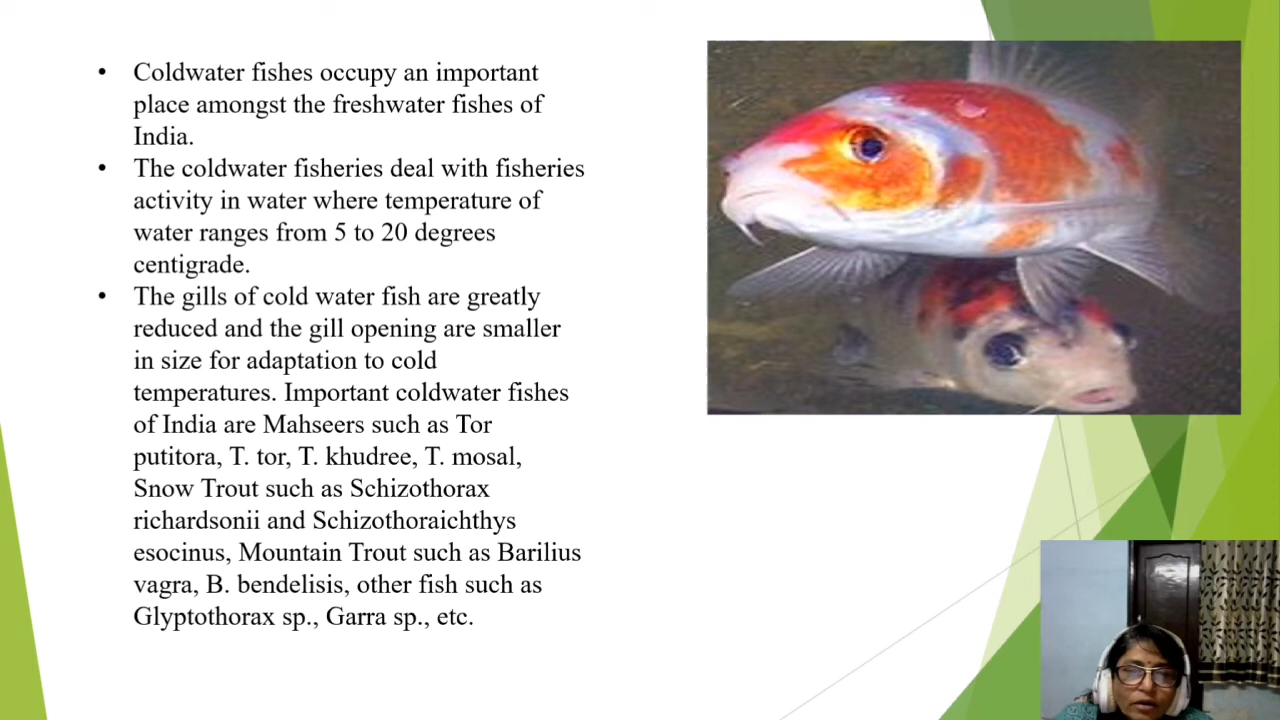 • Coldwater fishes occupy an important
place amongst the freshwater fishes of
India.
• The coldwater fisheries deal with fisheries
activity in water where temperature of
water ranges from 5 to 20 degrees
centigrade.
• The gills of cold water fish are greatly
reduced and the gill opening are smaller
in size for adaptation to cold
temperatures. Important coldwater fishes
of India are Mahseers such as Tor
putitora, T. tor, T. khudree, T. mosal,
Snow Trout such as Schizothorax
richardsonii and Schizothoraichthys
esocinus, Mountain Trout such as Barilius
vagra, B. bendelisis, other fish such as
Glyptothorax sp., Garra sp., etc.